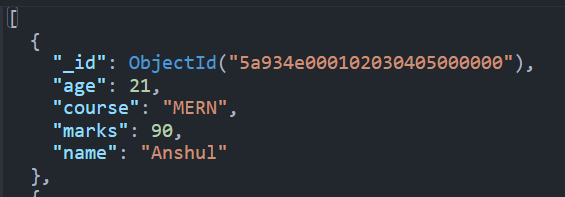 [
{
"_id": ObjectId("5a934e000102030405000000"),
"age": 21,
"course": "MERN",
"marks": 90,
"name": "Anshul"
},
{